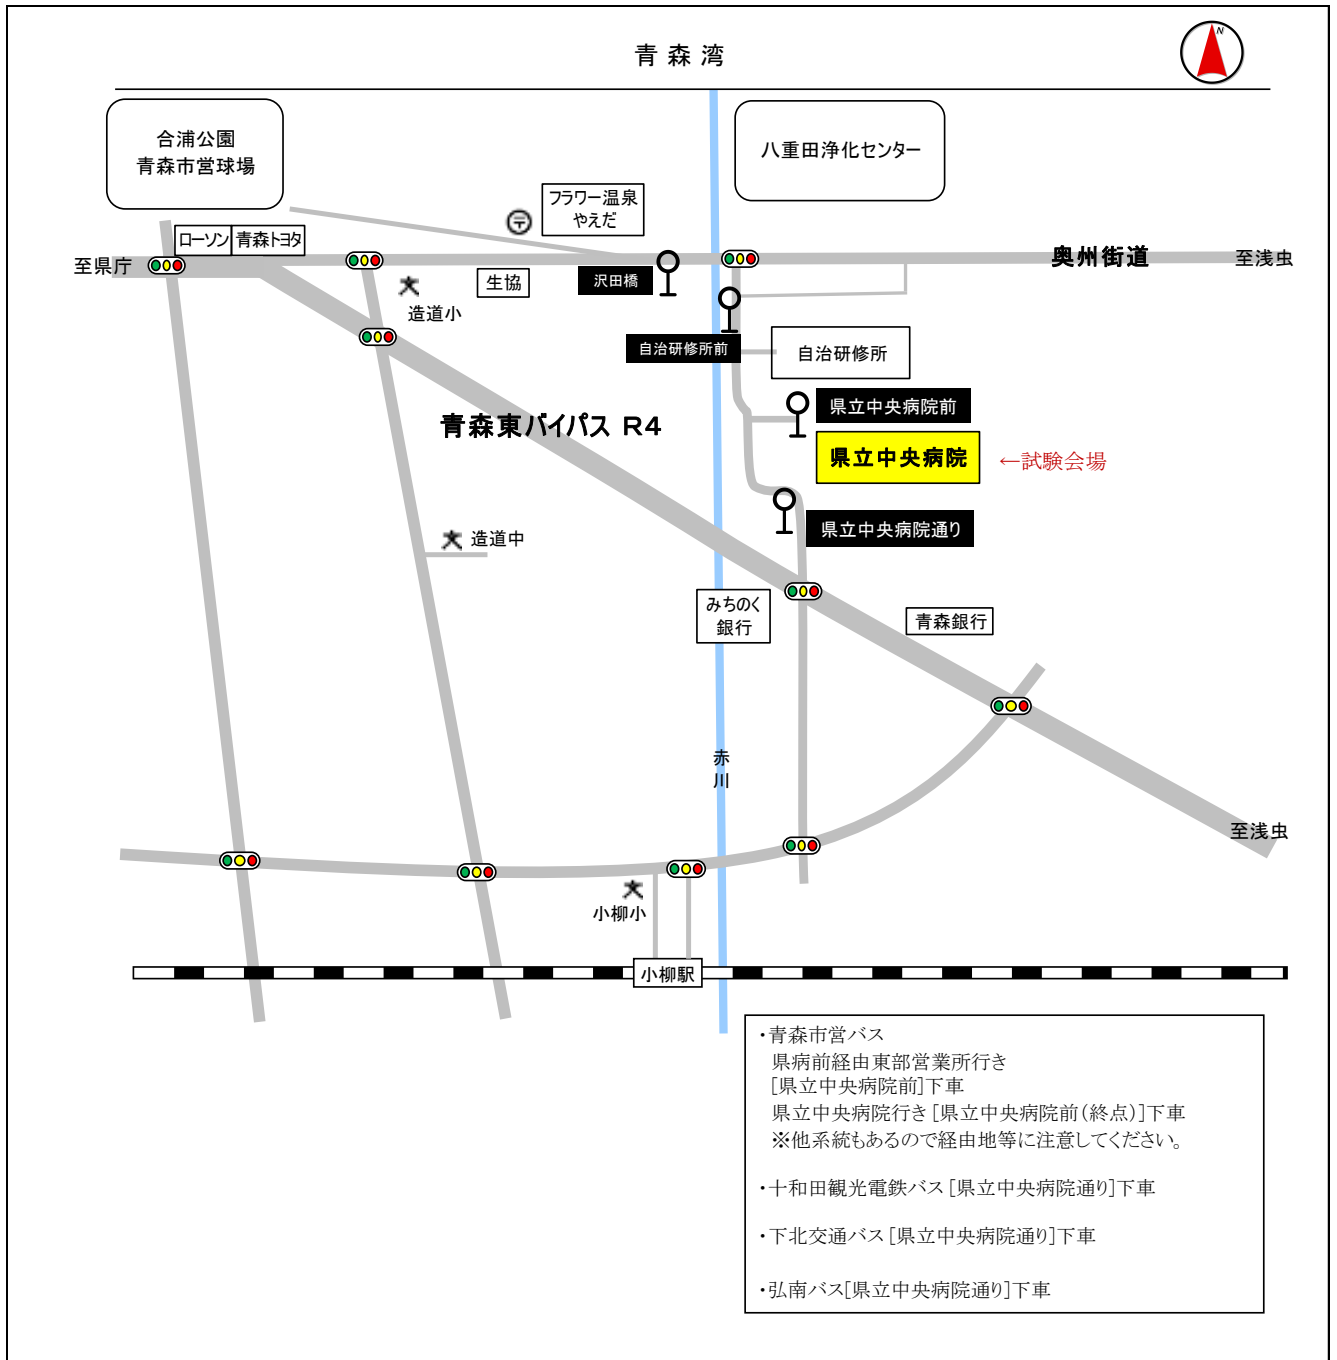 青森湾
N
合浦公園
青森市営球場
八重田浄化センター
フラワー温泉
やえだ
〒
ローソン
青森トヨタ
至県庁
奥州街道
至浅虫
生協
沢田橋
文
造道小
自治研修所前
自治研修所
県立中央病院前
青森東バイパス R4
県立中央病院
←試験会場
県立中央病院通り
文
造道中
みちのく
銀行
青森銀行
赤
川
至浅虫
文
小柳小
小柳駅
・青森市営バス
県病前経由東部営業所行き
[県立中央病院前]下車
県立中央病院行き [県立中央病院前(終点)]下車
※他系統もあるので経由地等に注意してください。
・十和田観光電鉄バス [県立中央病院通り]下車
・下北交通バス [県立中央病院通り]下車
・弘南バス[県立中央病院通り]下車